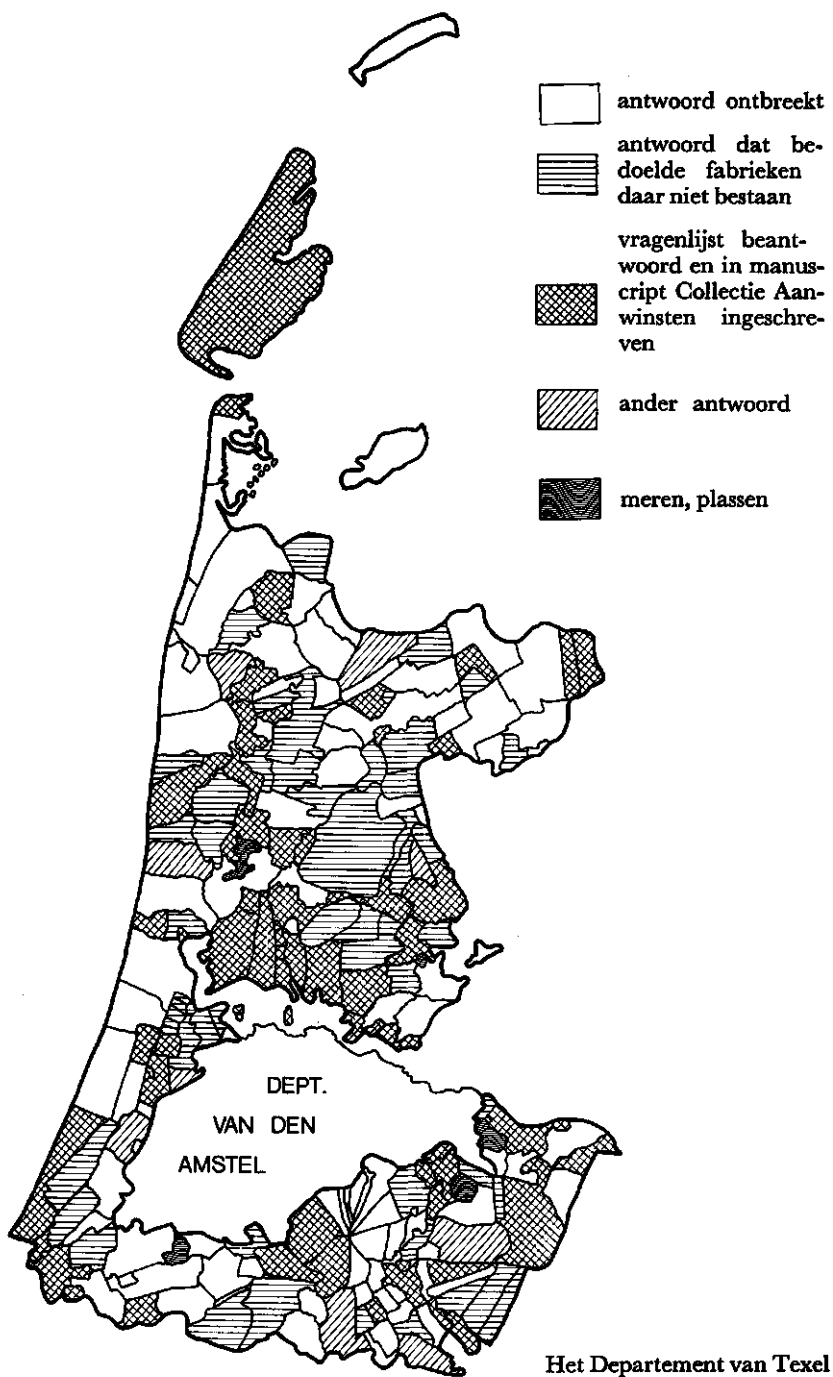 antwoord ontbreekt
antwoord dat be-
doelde fabrieken
daar niet bestaan
vragenlijst beant-
woord en in manus-
cript Collectie Aan-
winsten ingeschre-
ven
ander antwoord
meren, plassen
DEPT.
VAN DEN
AMSTEL
Het Departement van Texel